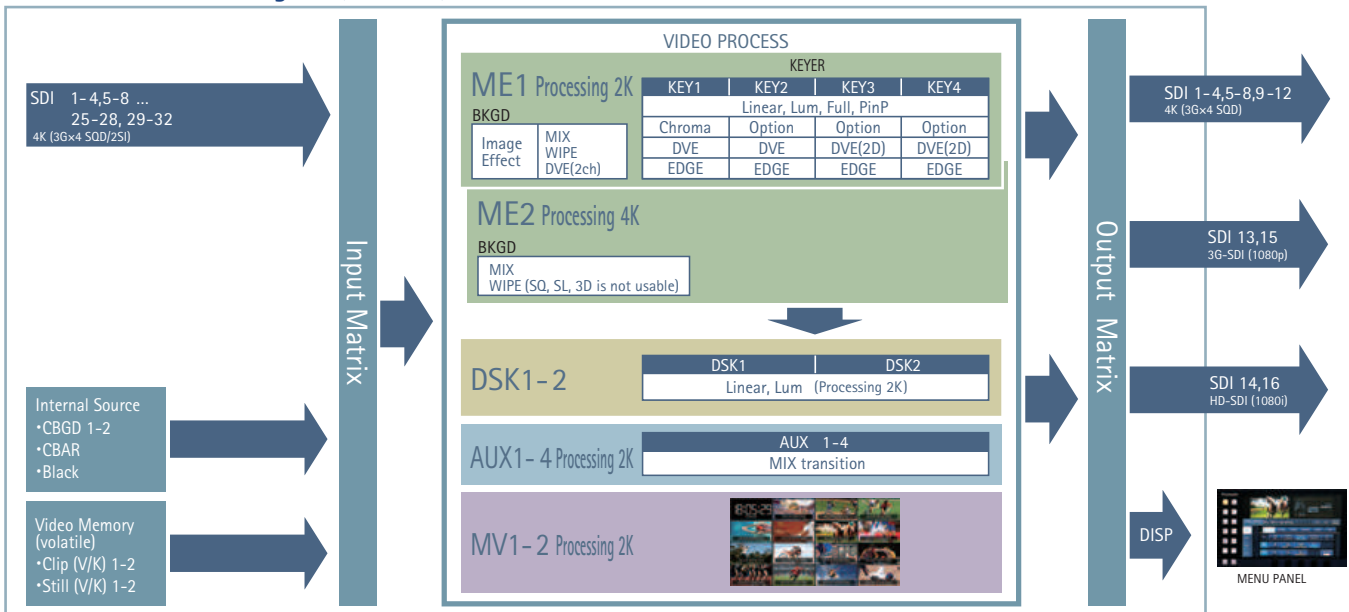 SDI 1-4,5-8 ...
25-28, 29-32
4K (3G×4 SQD/2SI)
Internal Source
•CBGD 1-2
•CBAR
•Black
Video Memory
(volatile)
•Clip (V/K) 1-2
•Still (V/K) 1-2
Input Matrix
VIDEO PROCESS
ME1 Processing 2K
BKGD
Image
Effect
MIX
WIPE
DVE(2ch)
KEYER
KEY1 KEY2 KEY3 KEY4
Linear, Lum, Full, PinP
Chroma Option Option Option
DVE DVE DVE(2D) DVE(2D)
EDGE EDGE EDGE EDGE
ME2 Processing 4K
BKGD
MIX
WIPE (SQ, SL, 3D is not usable)
DSK1-2
DSK1 DSK2
Linear, Lum (Processing 2K)
AUX1-4 Processing 2K
AUX 1-4
MIX transition
MV1-2 Processing 2K
18:05:29
Output Matrix
SDI 1-4,5-8,9-12
4K (3G×4 SQD)
SDI 13,15
3G-SDI (1080p)
SDI 14,16
HD-SDI (1080i)
DISP
MENU PANEL